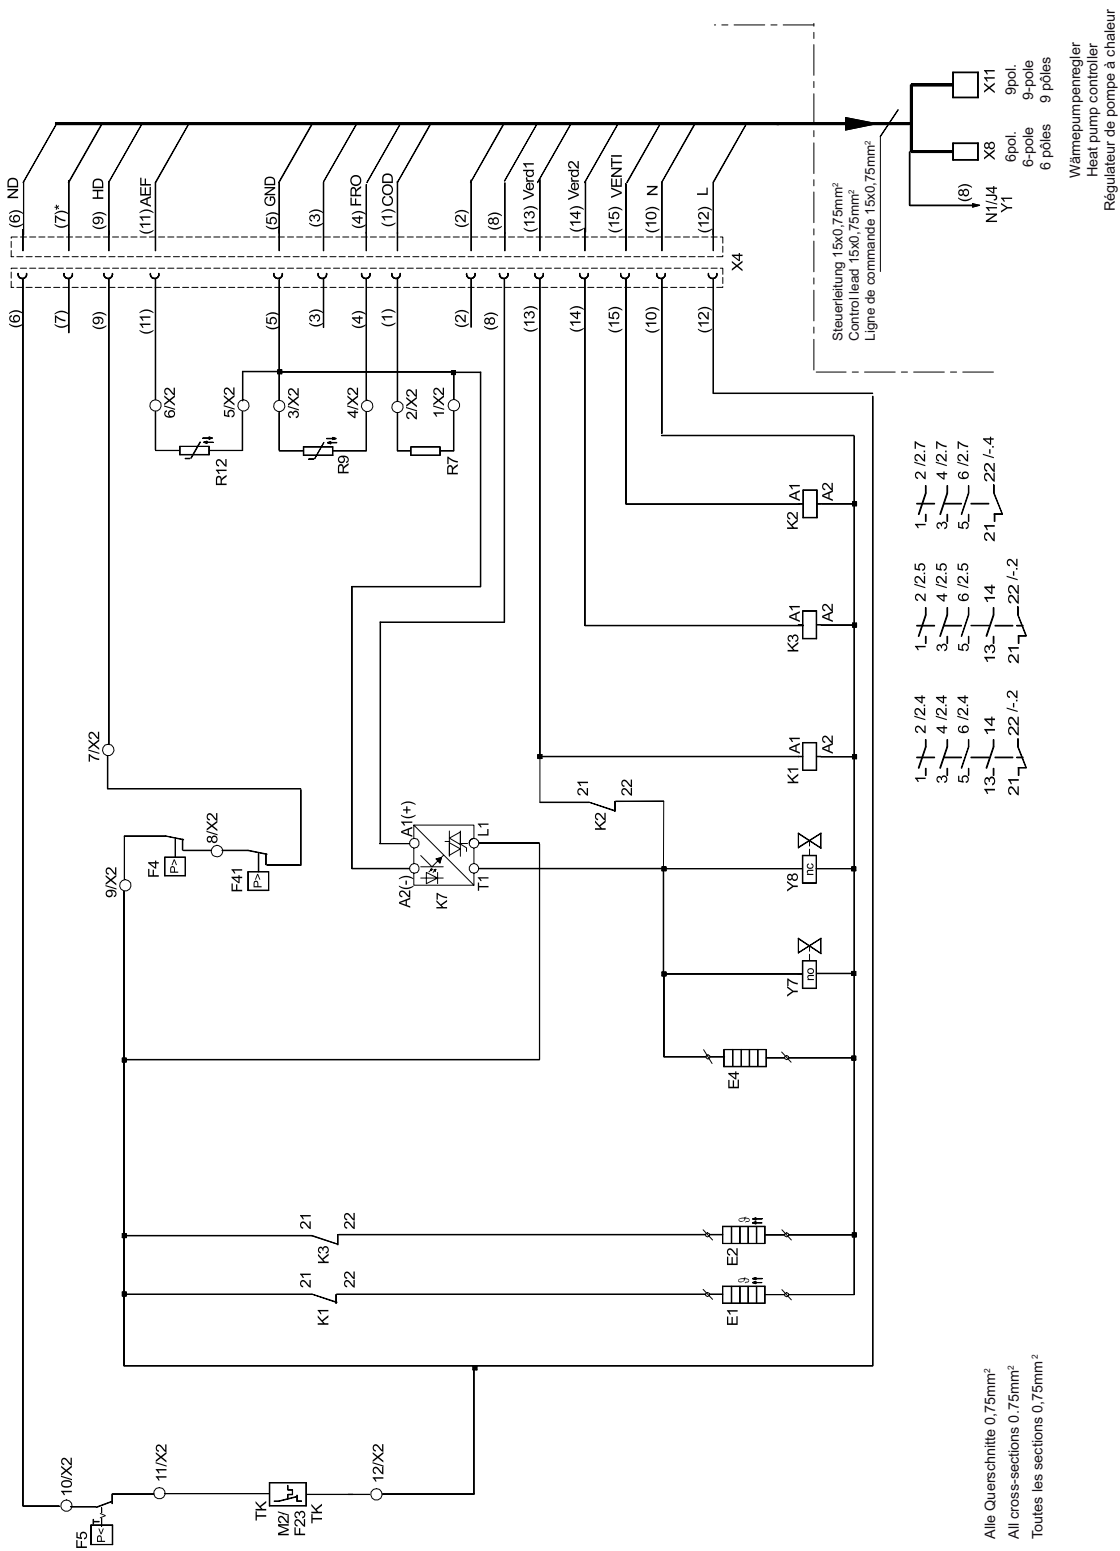 (6) ND
(7)*
(9) HD
(11) AEF
(5) GND
(3)
(4) FRO
(1) COD
(2)
(8)
(13) Verd1
(14) Verd2
(15) VENTI
(10) N
(12) L
X4
(6)
(7)
(9)
(11)
(5)
(3)
(4)
(1)
(2)
(8)
(13)
(14)
(15)
(10)
(12)
Steuerleitung 15x0,75mm²
Control lead 15x0,75mm²
Ligne de commande 15x0,75mm²
(8)
N1/J4
Y1
X8
6pol.
6-pole
6 pôles
X11
9pol.
9-pole
9 pôles
Wärmepumpenregler
Heat pump controller
Régulateur de pompe à chaleur
6/X2
5/X2
3/X2
4/X2
2/X2
1/X2
R12
R9
R7
7/X2
9/X2
F4
P>
8/X2
F41
P>
A2(-)
A1(+)
K7
T1
L1
K2
21
22
K1
A1
A2
K3
A1
A2
K2
A1
A2
Y8
nc
Y7
no
E4
K3
21
22
K1
21
22
E2
ϑ
E1
ϑ
10/X2
F5
P<
11/X2
TK
M2/
F23
TK
12/X2
1 2 /2.4
3 4 /2.4
5 6 /2.4
13 14
21 22 /-.2
1 2 /2.5
3 4 /2.5
5 6 /2.5
13 14
21 22 /-.2
1 2 /2.7
3 4 /2.7
5 6 /2.7
21 22 /-.4
Alle Querschnitte 0,75mm²
All cross-sections 0.75mm²
Toutes les sections 0,75mm²